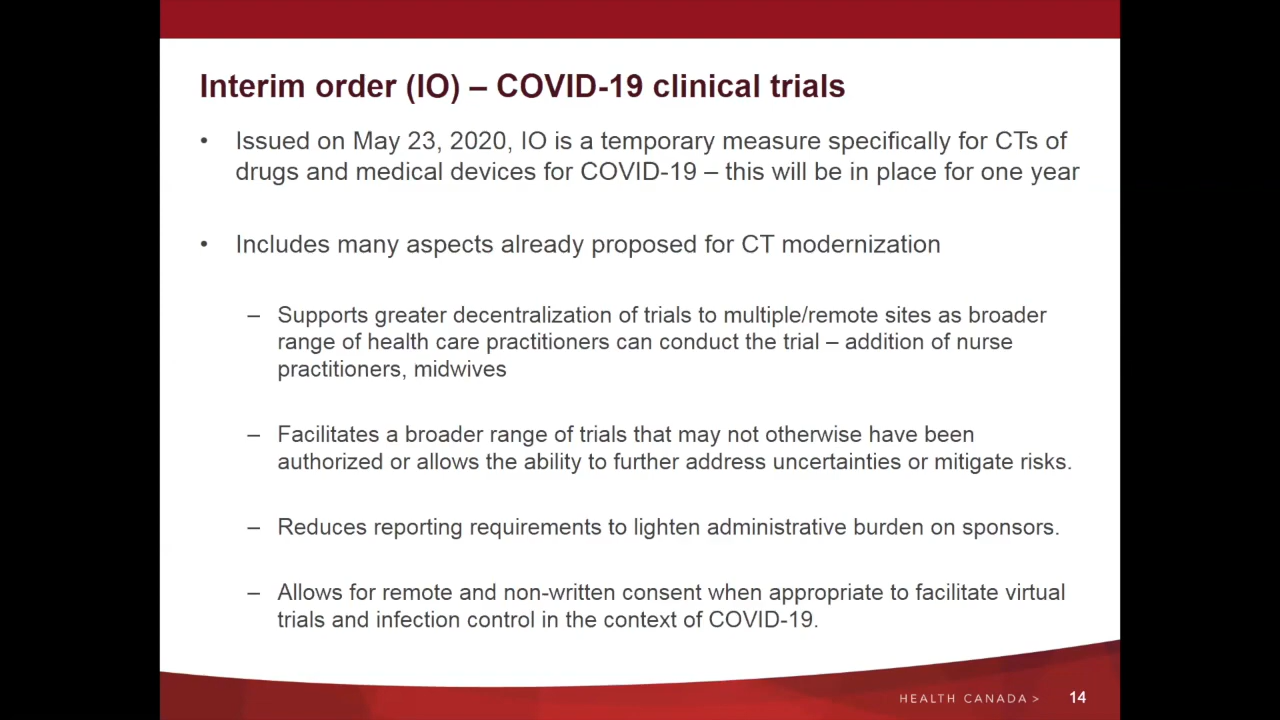 Interim order (IO) – COVID-19 clinical trials
• Issued on May 23, 2020, IO is a temporary measure specifically for CTs of
drugs and medical devices for COVID-19 – this will be in place for one year
• Includes many aspects already proposed for CT modernization
– Supports greater decentralization of trials to multiple/remote sites as broader
range of health care practitioners can conduct the trial – addition of nurse
practitioners, midwives
– Facilitates a broader range of trials that may not otherwise have been
authorized or allows the ability to further address uncertainties or mitigate risks.
– Reduces reporting requirements to lighten administrative burden on sponsors.
– Allows for remote and non-written consent when appropriate to facilitate virtual
trials and infection control in the context of COVID-19.
HEALTH CANADA > 14